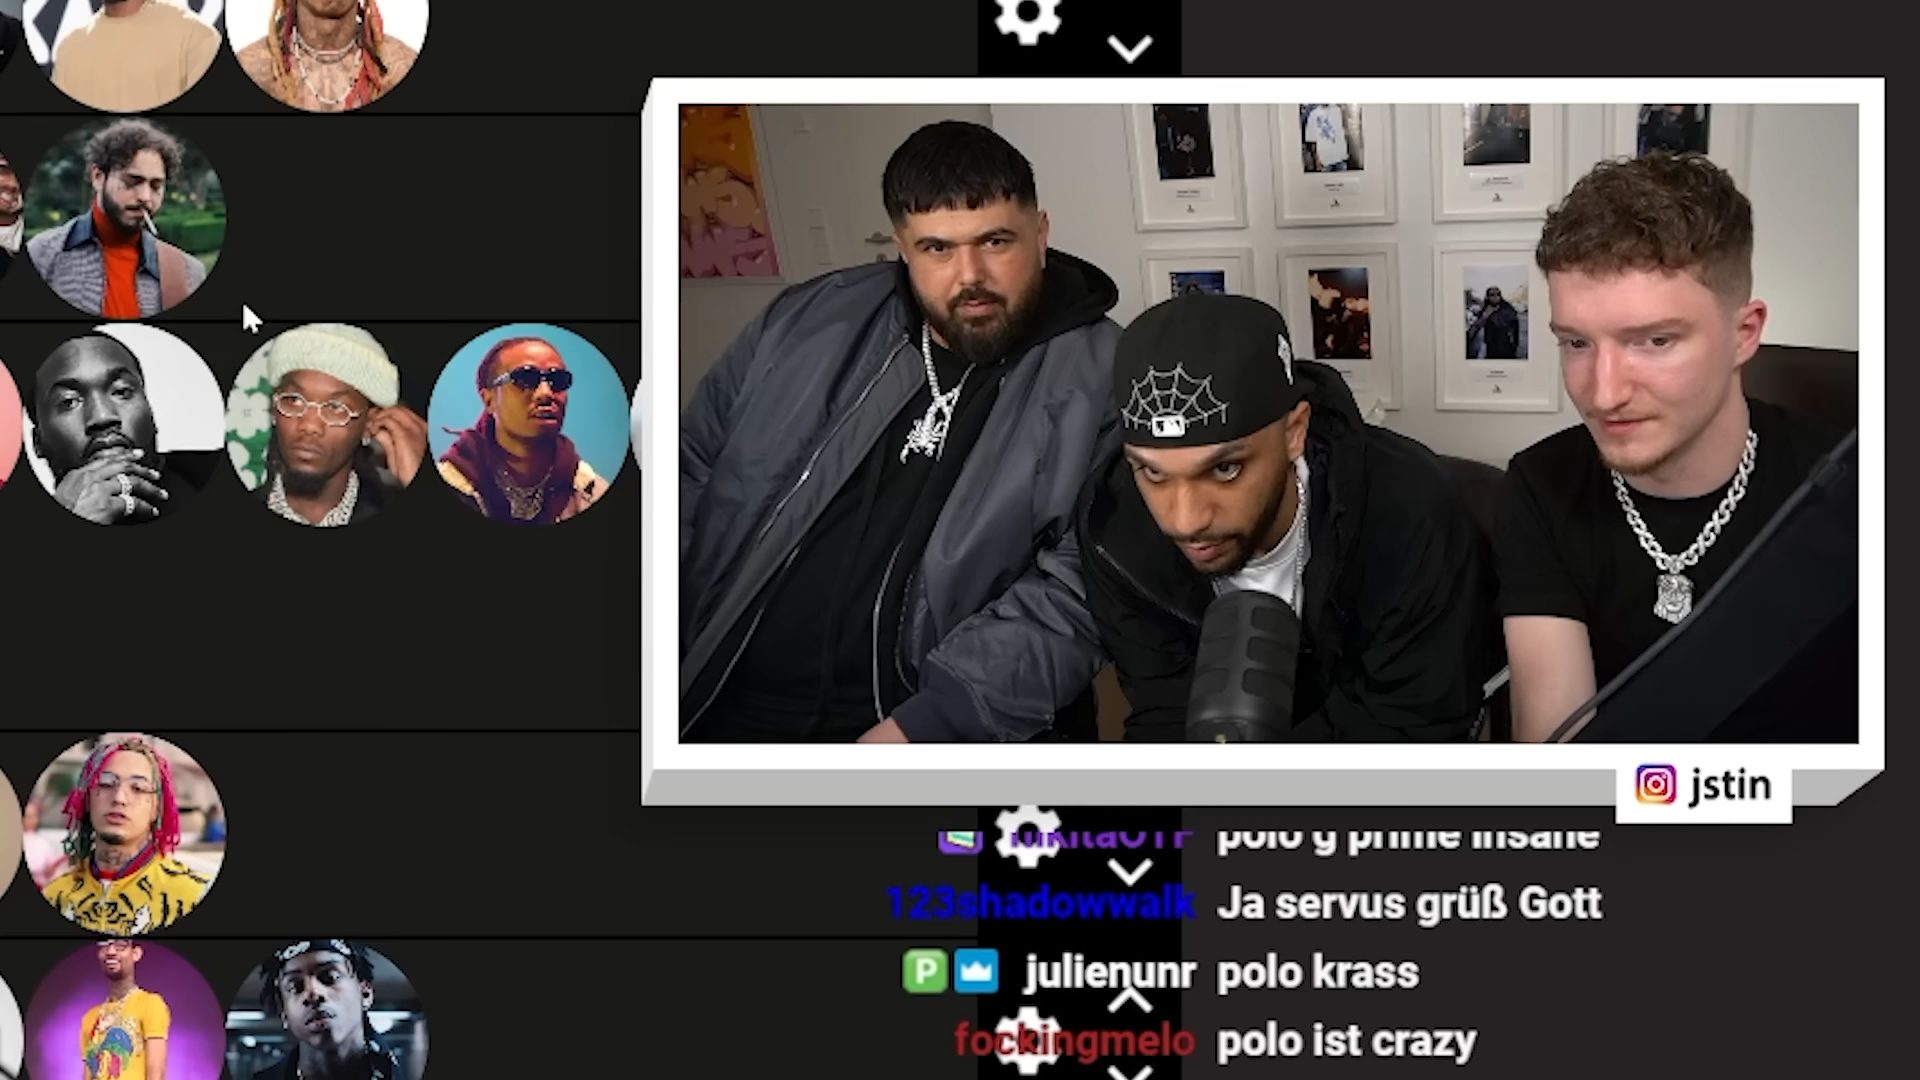 jstin
polo g prime insane
123shadowwalk Ja servus grüß Gott
julienunr polo krass
fockingmelo polo ist crazy